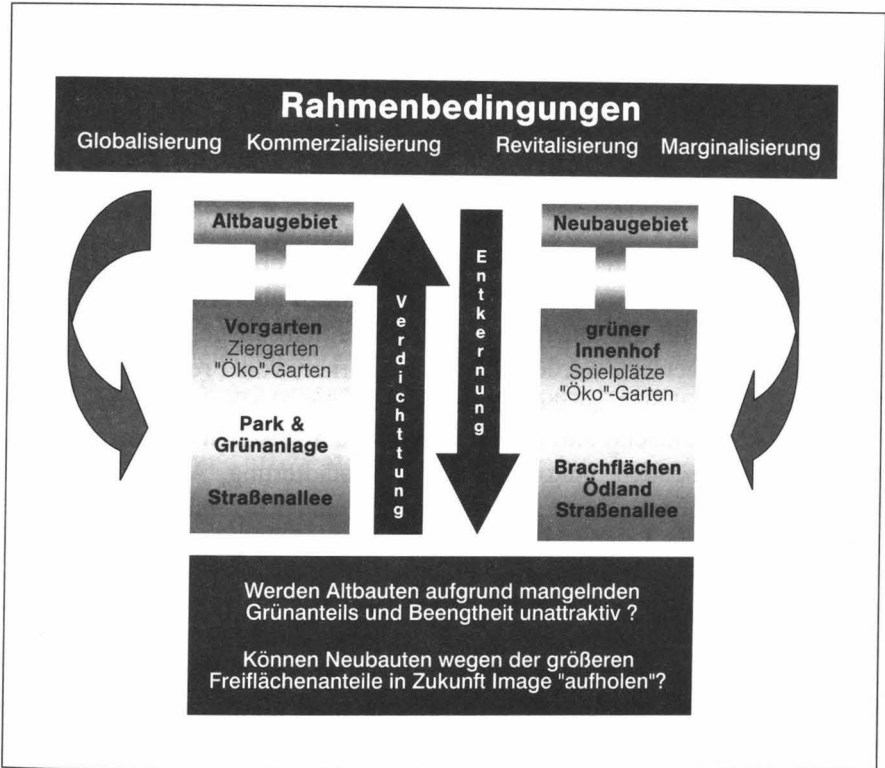 Rahmenbedingungen
Globalisierung Kommerzialisierung Revitalisierung Marginalisierung
Altbaugebiet
Vorgarten
Ziergarten
"Öko"-Garten
Park &
Grünanlage
Straßenallee
Verdichttung
Entkernung
Neubaugebiet
grüner
Innenhof
Spielplätze
"Öko"-Garten
Brachflächen
Ödland
Straßenallee
Werden Altbauten aufgrund mangelnden
Grünanteils und Beengtheit unattraktiv ?
Können Neubauten wegen der größeren
Freiflächenanteile in Zukunft Image "aufholen"?